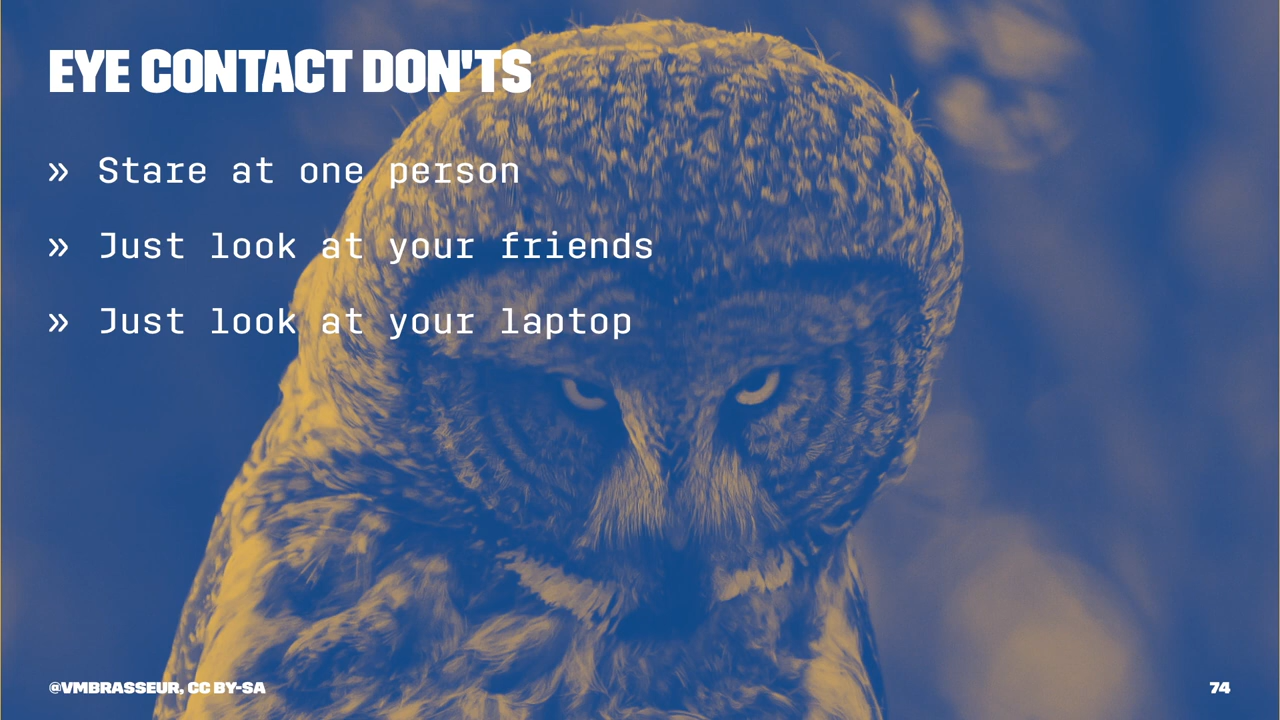 EYE CONTACT DON'TS
» Stare at one person
» Just look at your friends
» Just look at your laptop
@VMBRASSEUR, CC BY-SA
74